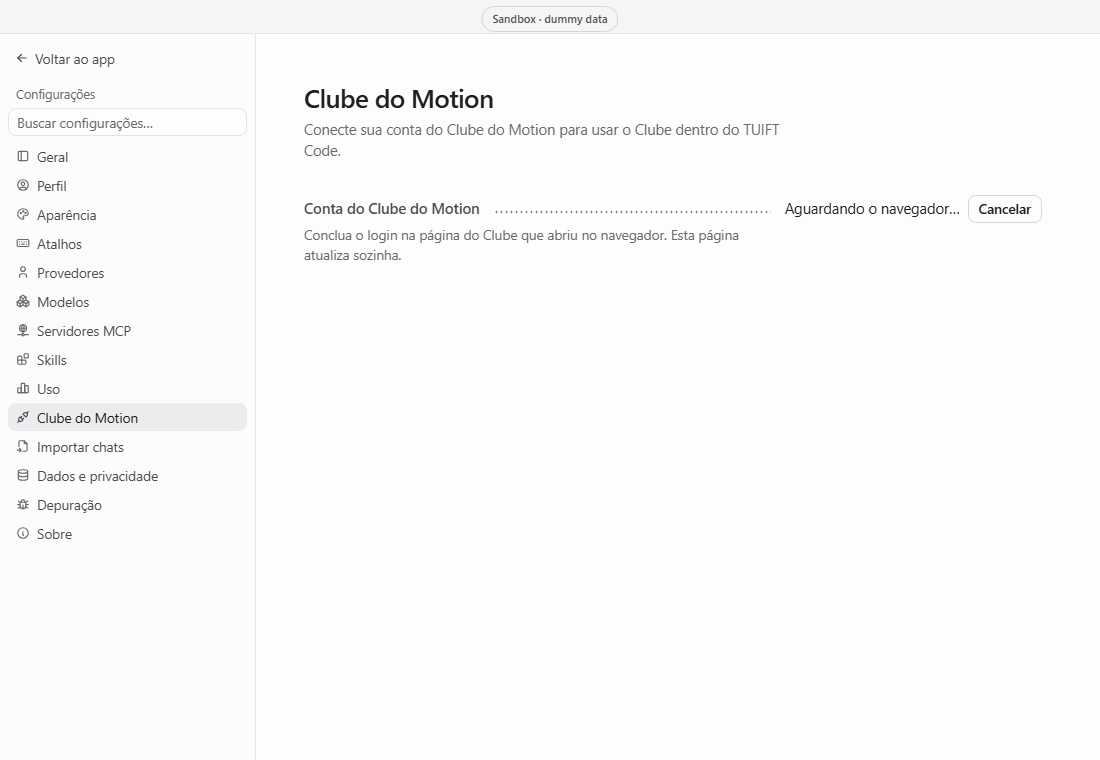 Sandbox · dummy data
Voltar ao app
Configurações
Buscar configurações...
Geral
Perfil
Aparência
Atalhos
Provedores
Modelos
Servidores MCP
Skills
Uso
Clube do Motion
Importar chats
Dados e privacidade
Depuração
Sobre
Clube do Motion
Conecte sua conta do Clube do Motion para usar o Clube dentro do TUIFT
Code.
Conta do Clube do Motion
Aguardando o navegador...
Cancelar
Conclua o login na página do Clube que abriu no navegador. Esta página
atualiza sozinha.